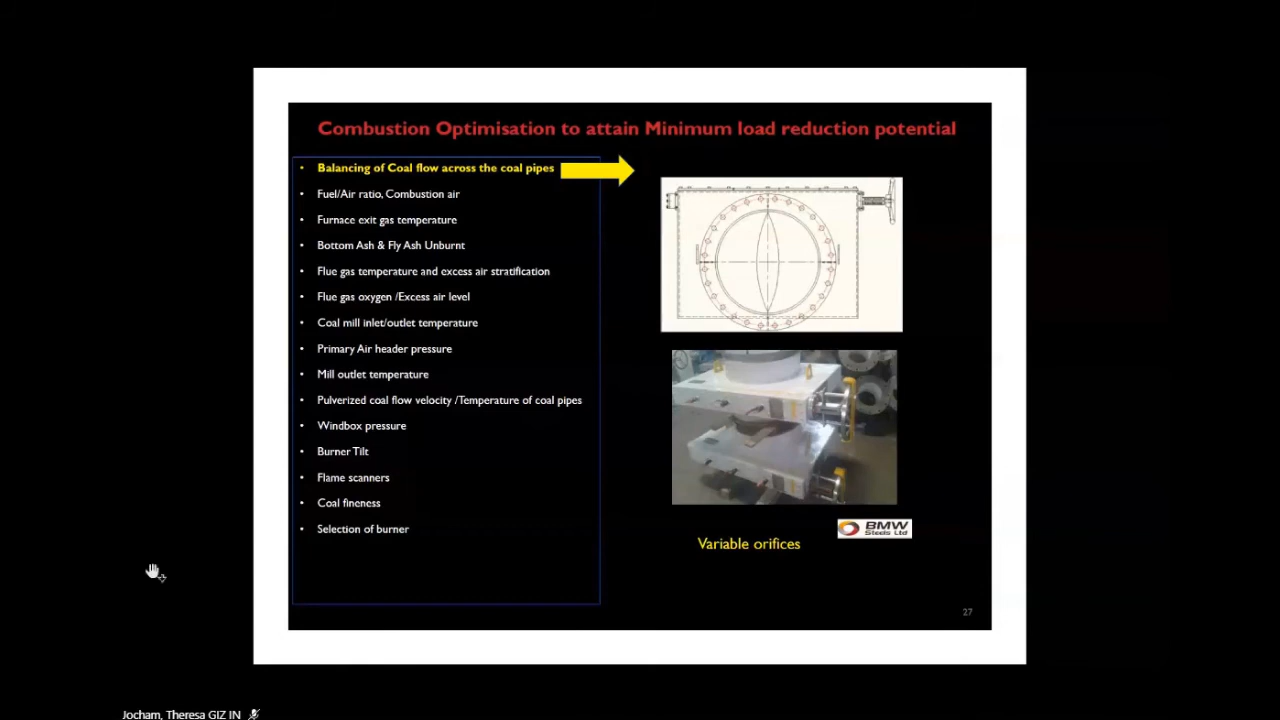 Combustion Optimisation to attain Minimum load reduction potential
• Balancing of Coal flow across the coal pipes
• Fuel/Air ratio, Combustion air
• Furnace exit gas temperature
• Bottom Ash & Fly Ash Unburnt
• Flue gas temperature and excess air stratification
• Flue gas oxygen /Excess air level
• Coal mill inlet/outlet temperature
• Primary Air header pressure
• Mill outlet temperature
• Pulverized coal flow velocity /Temperature of coal pipes
• Windbox pressure
• Burner Tilt
• Flame scanners
• Coal fineness
• Selection of burner
BMW
Steels Ltd
Variable orifices
27
Jocham, Theresa GIZ IN